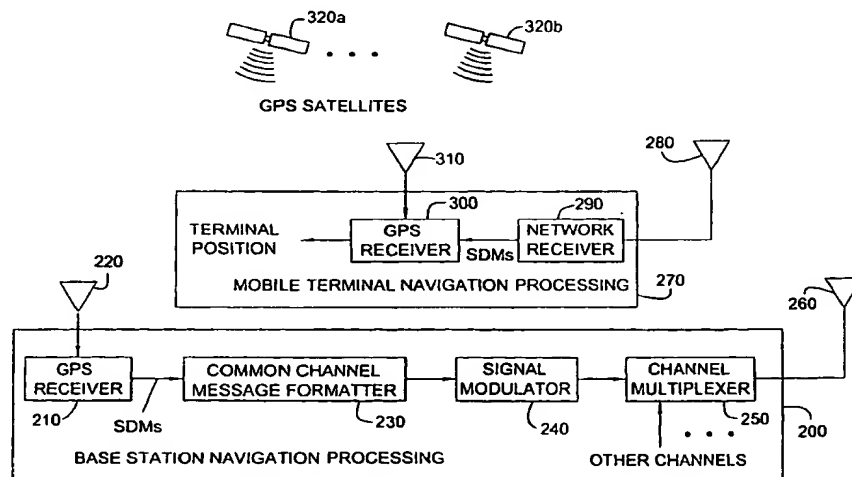 320a
320b
GPS SATELLITES
310
280
300
290
TERMINAL POSITION
GPS RECEIVER
SDMs
NETWORK RECEIVER
MOBILE TERMINAL NAVIGATION PROCESSING
270
220
260
GPS RECEIVER
COMMON CHANNEL MESSAGE FORMATTER
SIGNAL MODULATOR
CHANNEL MULTIPLEXER
210
SDMs
230
240
250
200
BASE STATION NAVIGATION PROCESSING
OTHER CHANNELS